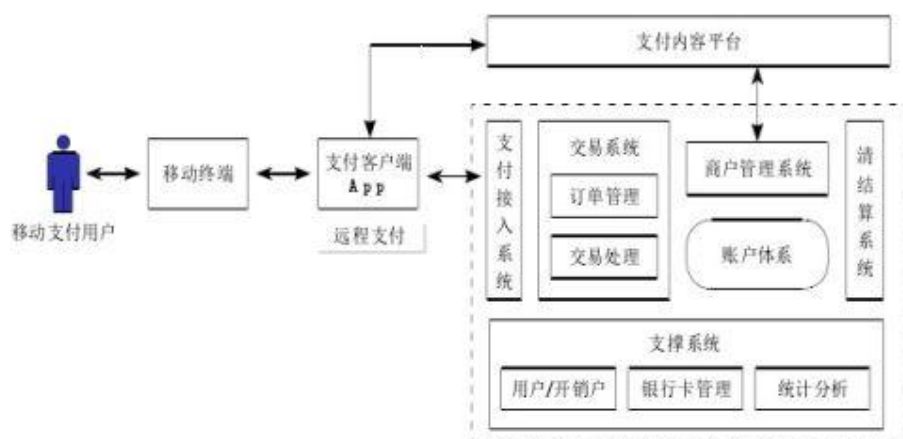 支付内容平台
移动支付用户
移动终端
支付客户端
App
远程支付
支付接入系统
交易系统
订单管理
交易处理
商户管理系统
账户体系
清结算系统
支撑系统
用户/开销户
银行卡管理
统计分析